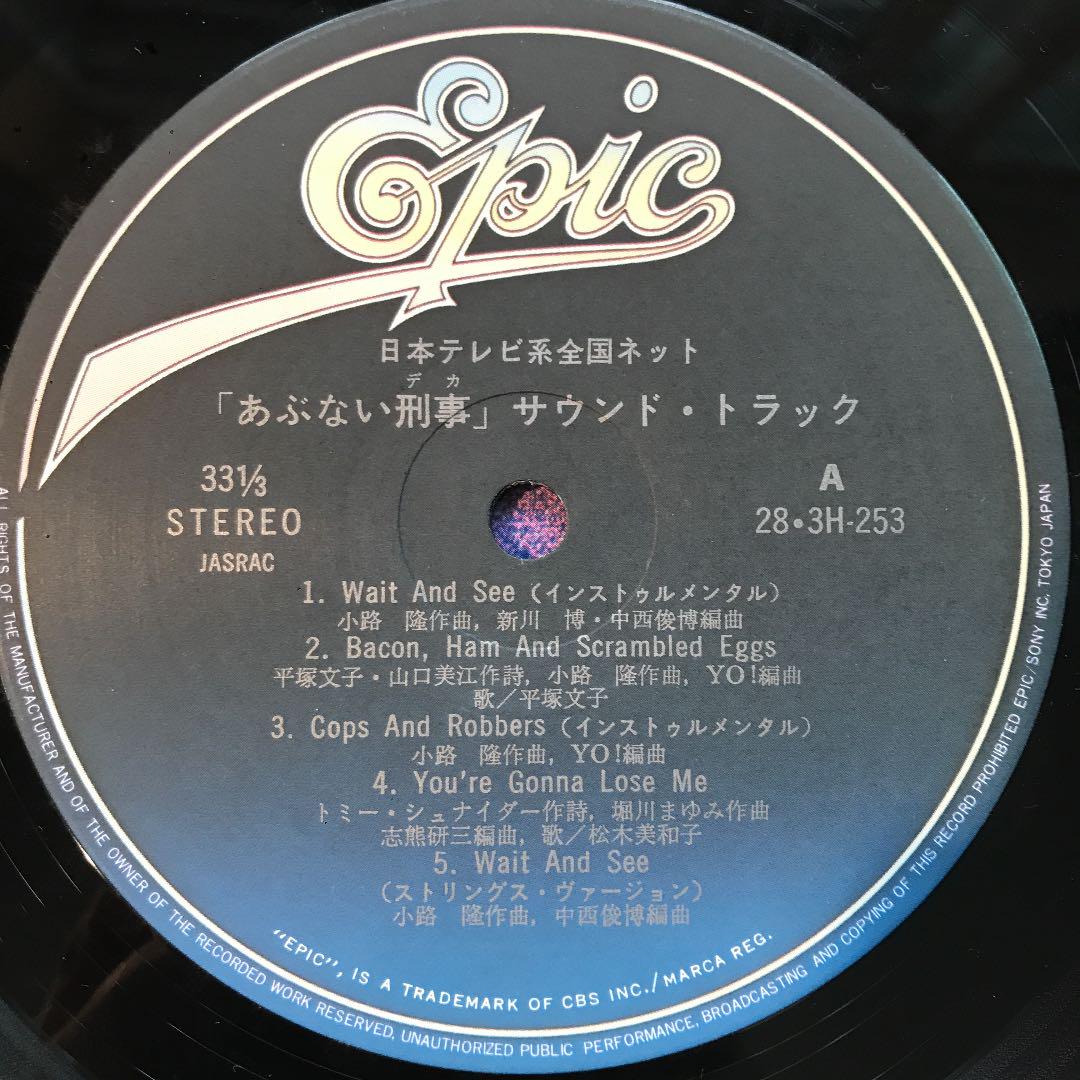 Epic
日本テレビ系全国ネット
デカ
「あぶない刑事」サウンド・トラック
33⅓
STEREO
JASRAC
A
28・3H-253
1. Wait And See (インストゥルメンタル)
小路 隆作曲, 新川 博・中西俊博編曲
2. Bacon, Ham And Scrambled Eggs
平塚文子・山口美江作詩, 小路 隆作曲, YO!編曲
歌／平塚文子
3. Cops And Robbers (インストゥルメンタル)
小路 隆作曲, YO!編曲
4. You're Gonna Lose Me
トミー・シュナイダー作詩, 堀川まゆみ作曲
志熊研三編曲, 歌／松木美和子
5. Wait And See
(ストリングス・ヴァージョン)
小路 隆作曲, 中西俊博編曲
"EPIC", IS A TRADEMARK OF CBS INC./MARCA REG.
ALL RIGHTS OF THE MANUFACTURER AND OF THE OWNER OF THE RECORDED WORK RESERVED, UNAUTHORIZED PUBLIC PERFORMANCE, BROADCASTING AND COPYING OF THIS RECORD PROHIBITED EPIC/SONY INC. TOKYO JAPAN